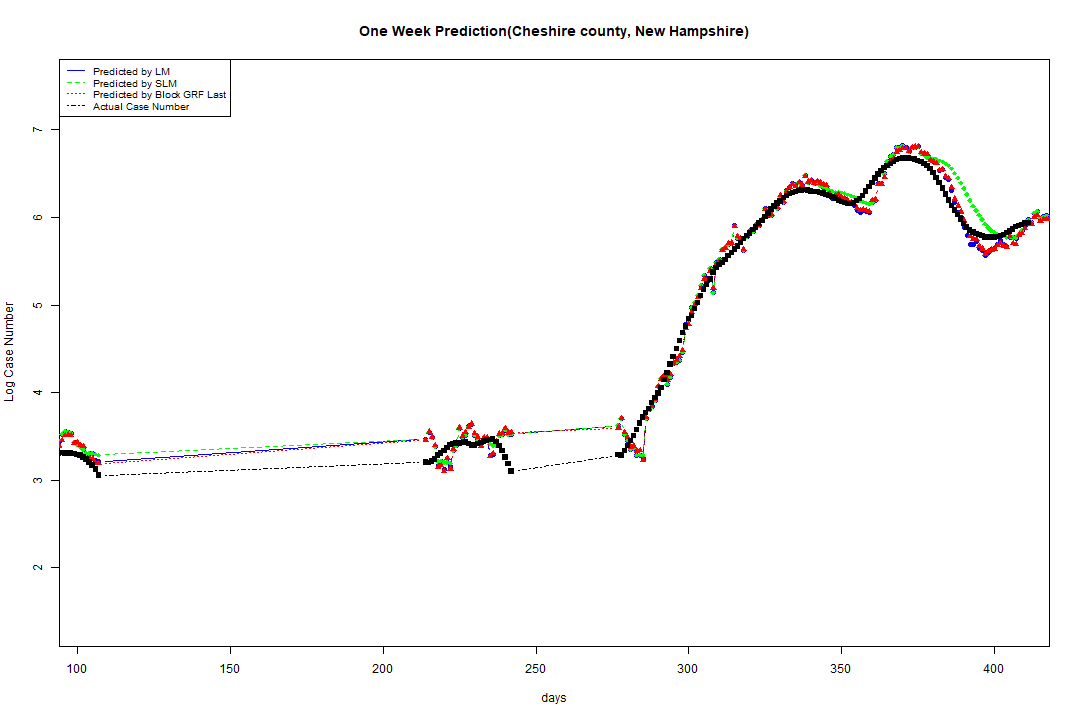 One Week Prediction(Cheshire county, New Hampshire)
Predicted by LM
Predicted by SLM
Predicted by Block GRF Last
Actual Case Number
Log Case Number
7
6
5
4
3
2
100 150 200 250 300 350 400
days